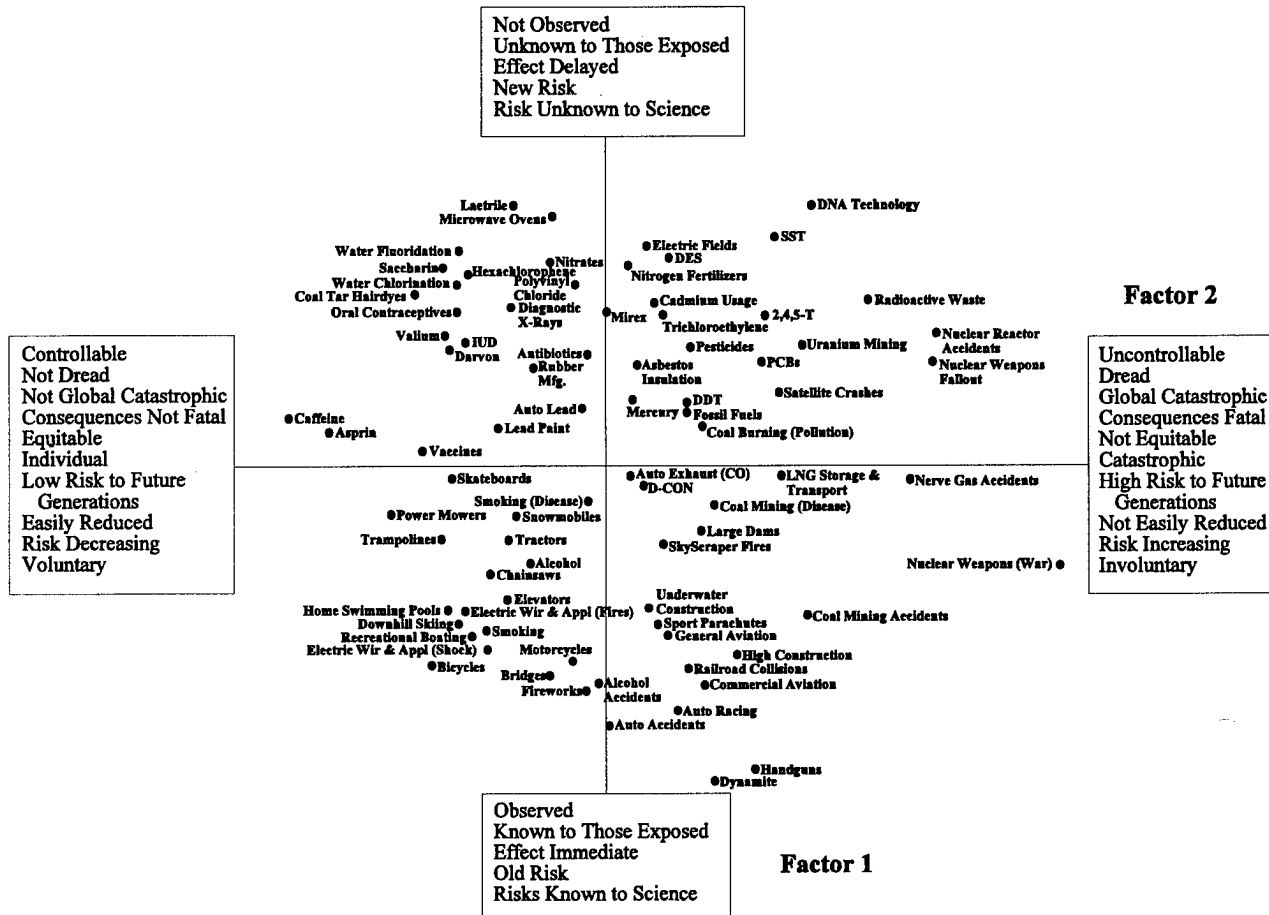 Not Observed
Unknown to Those Exposed
Effect Delayed
New Risk
Risk Unknown to Science
Laetrile
Microwave Ovens
DNA Technology
SST
Water Fluoridation
Electric Fields
DES
Saccharin
Nitrates
Nitrogen Fertilizers
Hexachlorophene
Water Chlorination
Polyvinyl
Chloride
Coal Tar Hairdyes
Cadmium Usage
Radioactive Waste
Factor 2
Oral Contraceptives
Diagnostic
X-Rays
Mirex
Trichloroethylene
2,4,5-T
Valium
IUD
Darvon
Antibiotics
Pesticides
Uranium Mining
Nuclear Reactor
Accidents
Rubber
Mfg.
Asbestos
Insulation
PCBs
Nuclear Weapons
Fallout
Satellite Crashes
Auto Lead
Mercury
DDT
Fossil Fuels
Caffeine
Asprin
Lead Paint
Coal Burning (Pollution)
Vaccines
Controllable
Not Dread
Not Global Catastrophic
Consequences Not Fatal
Equitable
Individual
Low Risk to Future
Generations
Easily Reduced
Risk Decreasing
Voluntary
Uncontrollable
Dread
Global Catastrophic
Consequences Fatal
Not Equitable
Catastrophic
High Risk to Future
Generations
Not Easily Reduced
Risk Increasing
Involuntary
Skateboards
Auto Exhaust (CO)
D-CON
LNG Storage &
Transport
Nerve Gas Accidents
Smoking (Disease)
Coal Mining (Disease)
Power Mowers
Snowmobiles
Trampolines
Tractors
Large Dams
SkyScraper Fires
Alcohol
Chainsaws
Nuclear Weapons (War)
Elevators
Underwater
Construction
Home Swimming Pools
Electric Wir & Appl (Fires)
Coal Mining Accidents
Downhill Skiing
Sport Parachutes
Recreational Boating
Smoking
General Aviation
Electric Wir & Appl (Shock)
Motorcycles
High Construction
Bicycles
Railroad Collisions
Bridges
Alcohol
Accidents
Commercial Aviation
Fireworks
Auto Racing
Auto Accidents
Handguns
Dynamite
Observed
Known to Those Exposed
Effect Immediate
Old Risk
Risks Known to Science
Factor 1